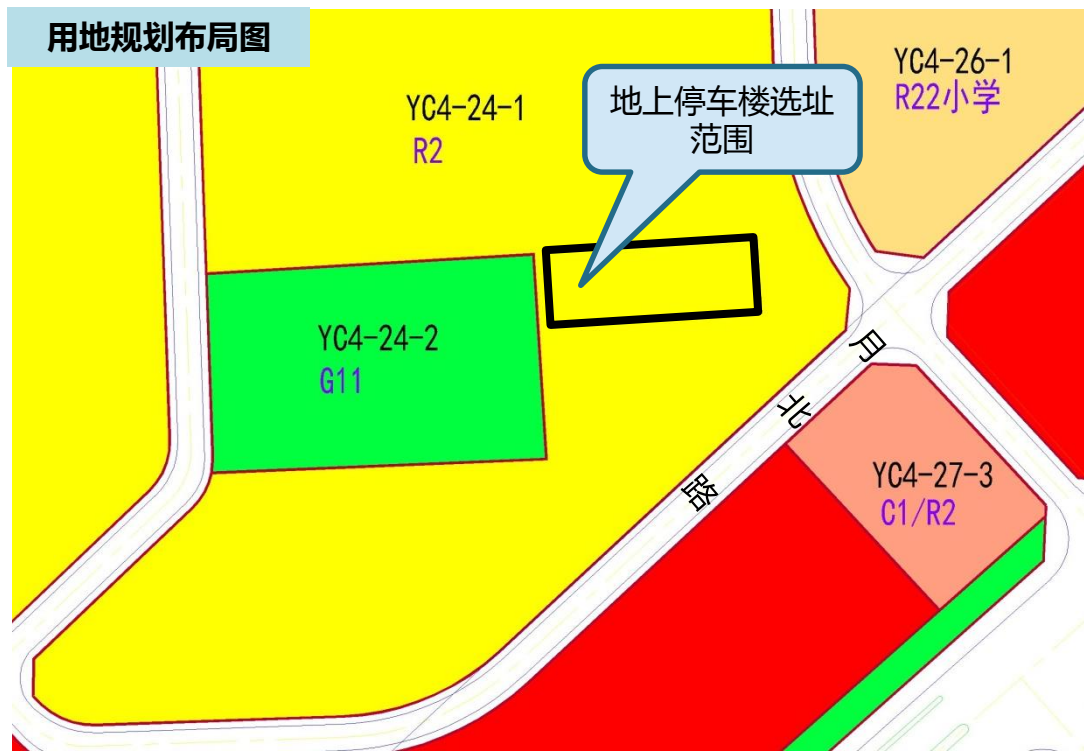 用地规划布局图
YC4-24-1
R2
地上停车楼选址
范围
YC4-26-1
R22小学
YC4-24-2
G11
月北路
YC4-27-3
C1/R2